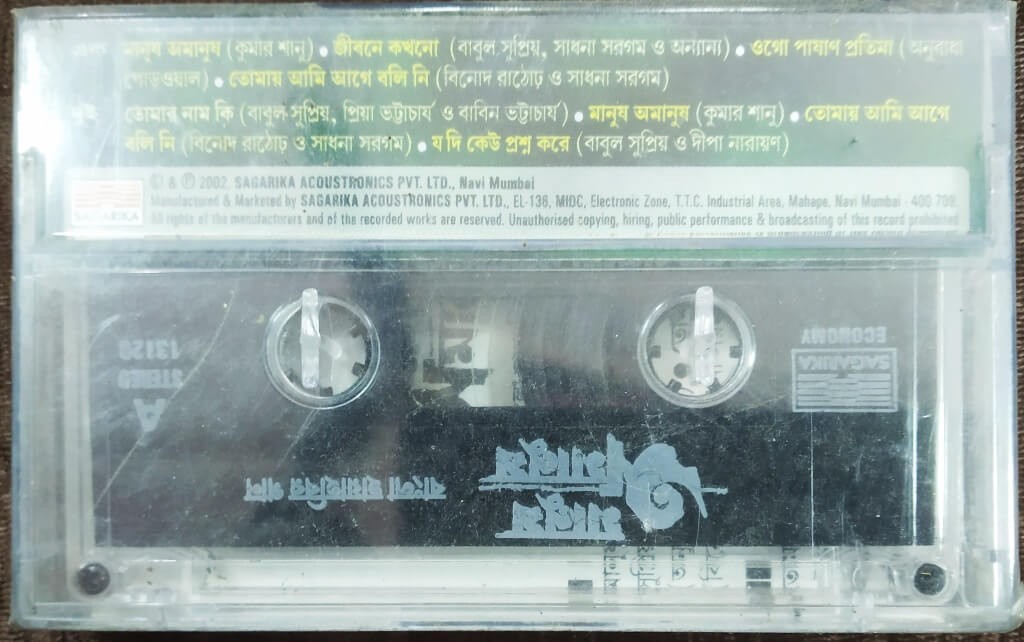 এক মানুষ অমানুষ (কুমার শানু) • জীবনে কখনো (বাবুল সুপ্রিয়, সাধনা সরগম ও অন্যান্য) • ওগো পাষাণ প্রতিমা (অনুরাধা
পোড়ওয়াল) • তোমায় আমি আগে বলি নি (বিনোদ রাঠোঢ় ও সাধনা সরগম)
দুই তোমার নাম কি (বাবুল সুপ্রিয়, প্রিয়া ভট্টাচার্য ও বাবিন ভট্টাচার্য) • মানুষ অমানুষ (কুমার শানু) • তোমায় আমি আগে
বলি নি (বিনোদ রাঠোঢ় ও সাধনা সরগম) • যদি কেউ প্রশ্ন করে (বাবুল সুপ্রিয় ও দীপা নারায়ণ)
© & ℗ 2002. SAGARIKA ACOUSTRONICS PVT. LTD., Navi Mumbai
Manufactured & Marketed by SAGARIKA ACOUSTRONICS PVT. LTD., EL-136, MIDC, Electronic Zone, T.T.C. Industrial Area, Mahape, Navi Mumbai - 400 709.
All rights of the manufacturers and of the recorded works are reserved. Unauthorised copying, hiring, public performance & broadcasting of this record prohibited
SAGARIKA
13120
STEREO
A
ECONOMY
SAGARIKA
মানুষ
অমানুষ
বাংলা ছায়াছবির গান